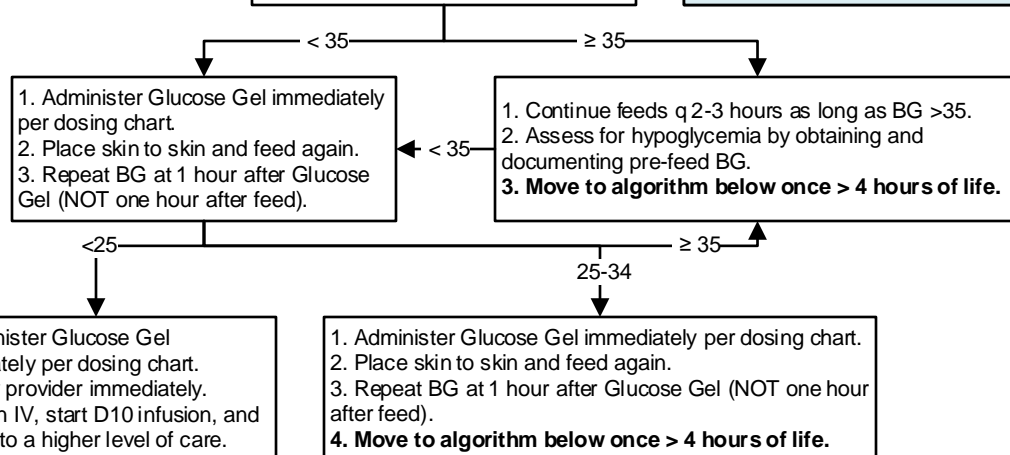 < 35
≥ 35
1. Administer Glucose Gel immediately
per dosing chart.
2. Place skin to skin and feed again.
3. Repeat BG at 1 hour after Glucose
Gel (NOT one hour after feed).
< 35
1. Continue feeds q 2-3 hours as long as BG >35.
2. Assess for hypoglycemia by obtaining and
documenting pre-feed BG.
3. Move to algorithm below once > 4 hours of life.
<25
≥ 35
25-34
Glucose Gel
per dosing chart.
provider immediately.
IV, start D10 infusion, and
to a higher level of care.
1. Administer Glucose Gel immediately per dosing chart.
2. Place skin to skin and feed again.
3. Repeat BG at 1 hour after Glucose Gel (NOT one hour
after feed).
4. Move to algorithm below once > 4 hours of life.